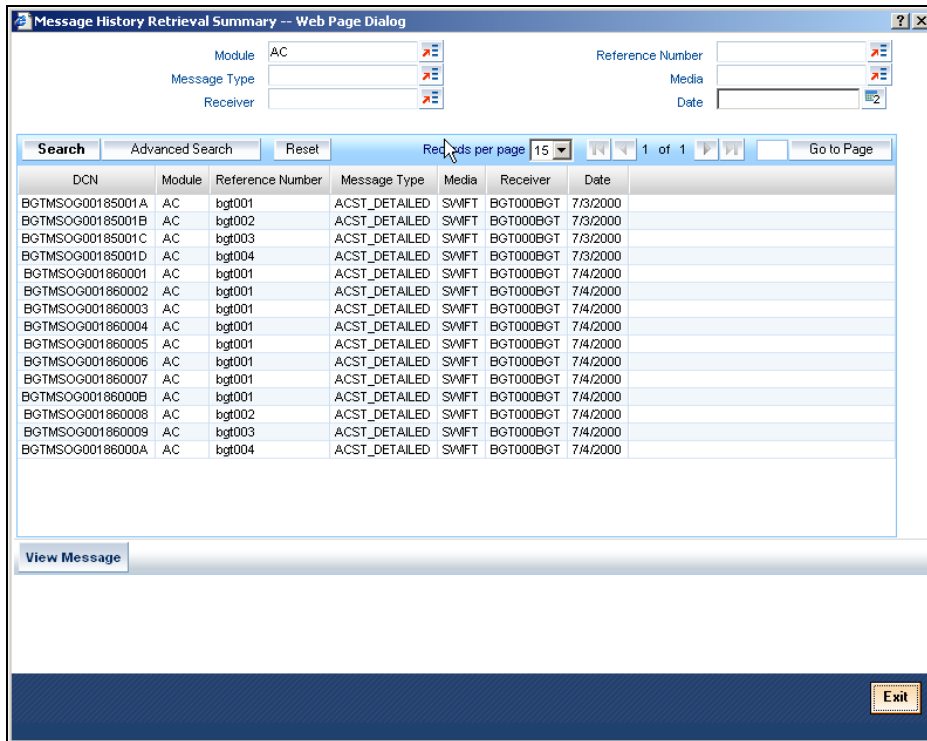 Message History Retrieval Summary -- Web Page Dialog ? X
Module AC Reference Number
Message Type Media
Receiver Date 2
Search Advanced Search Reset per page 15 1 of 1 Go to Page
DCN Module Reference Number Message Type Media Receiver Date
BGTMSOG00185001A AC bgt001 ACST_DETAILED SWIFT BGT000BGT 7/3/2000
BGTMSOG00185001B AC bgt002 ACST_DETAILED SWIFT BGT000BGT 7/3/2000
BGTMSOG00185001C AC bgt003 ACST_DETAILED SWIFT BGT000BGT 7/3/2000
BGTMSOG00185001D AC bgt004 ACST_DETAILED SWIFT BGT000BGT 7/3/2000
BGTMSOG001860001 AC bgt001 ACST_DETAILED SWIFT BGT000BGT 7/4/2000
BGTMSOG001860002 AC bgt001 ACST_DETAILED SWIFT BGT000BGT 7/4/2000
BGTMSOG001860003 AC bgt001 ACST_DETAILED SWIFT BGT000BGT 7/4/2000
BGTMSOG001860004 AC bgt001 ACST_DETAILED SWIFT BGT000BGT 7/4/2000
BGTMSOG001860005 AC bgt001 ACST_DETAILED SWIFT BGT000BGT 7/4/2000
BGTMSOG001860006 AC bgt001 ACST_DETAILED SWIFT BGT000BGT 7/4/2000
BGTMSOG001860007 AC bgt001 ACST_DETAILED SWIFT BGT000BGT 7/4/2000
BGTMSOG00186000B AC bgt001 ACST_DETAILED SWIFT BGT000BGT 7/4/2000
BGTMSOG001860008 AC bgt002 ACST_DETAILED SWIFT BGT000BGT 7/4/2000
BGTMSOG001860009 AC bgt003 ACST_DETAILED SWIFT BGT000BGT 7/4/2000
BGTMSOG00186000A AC bgt004 ACST_DETAILED SWIFT BGT000BGT 7/4/2000
View Message
Exit